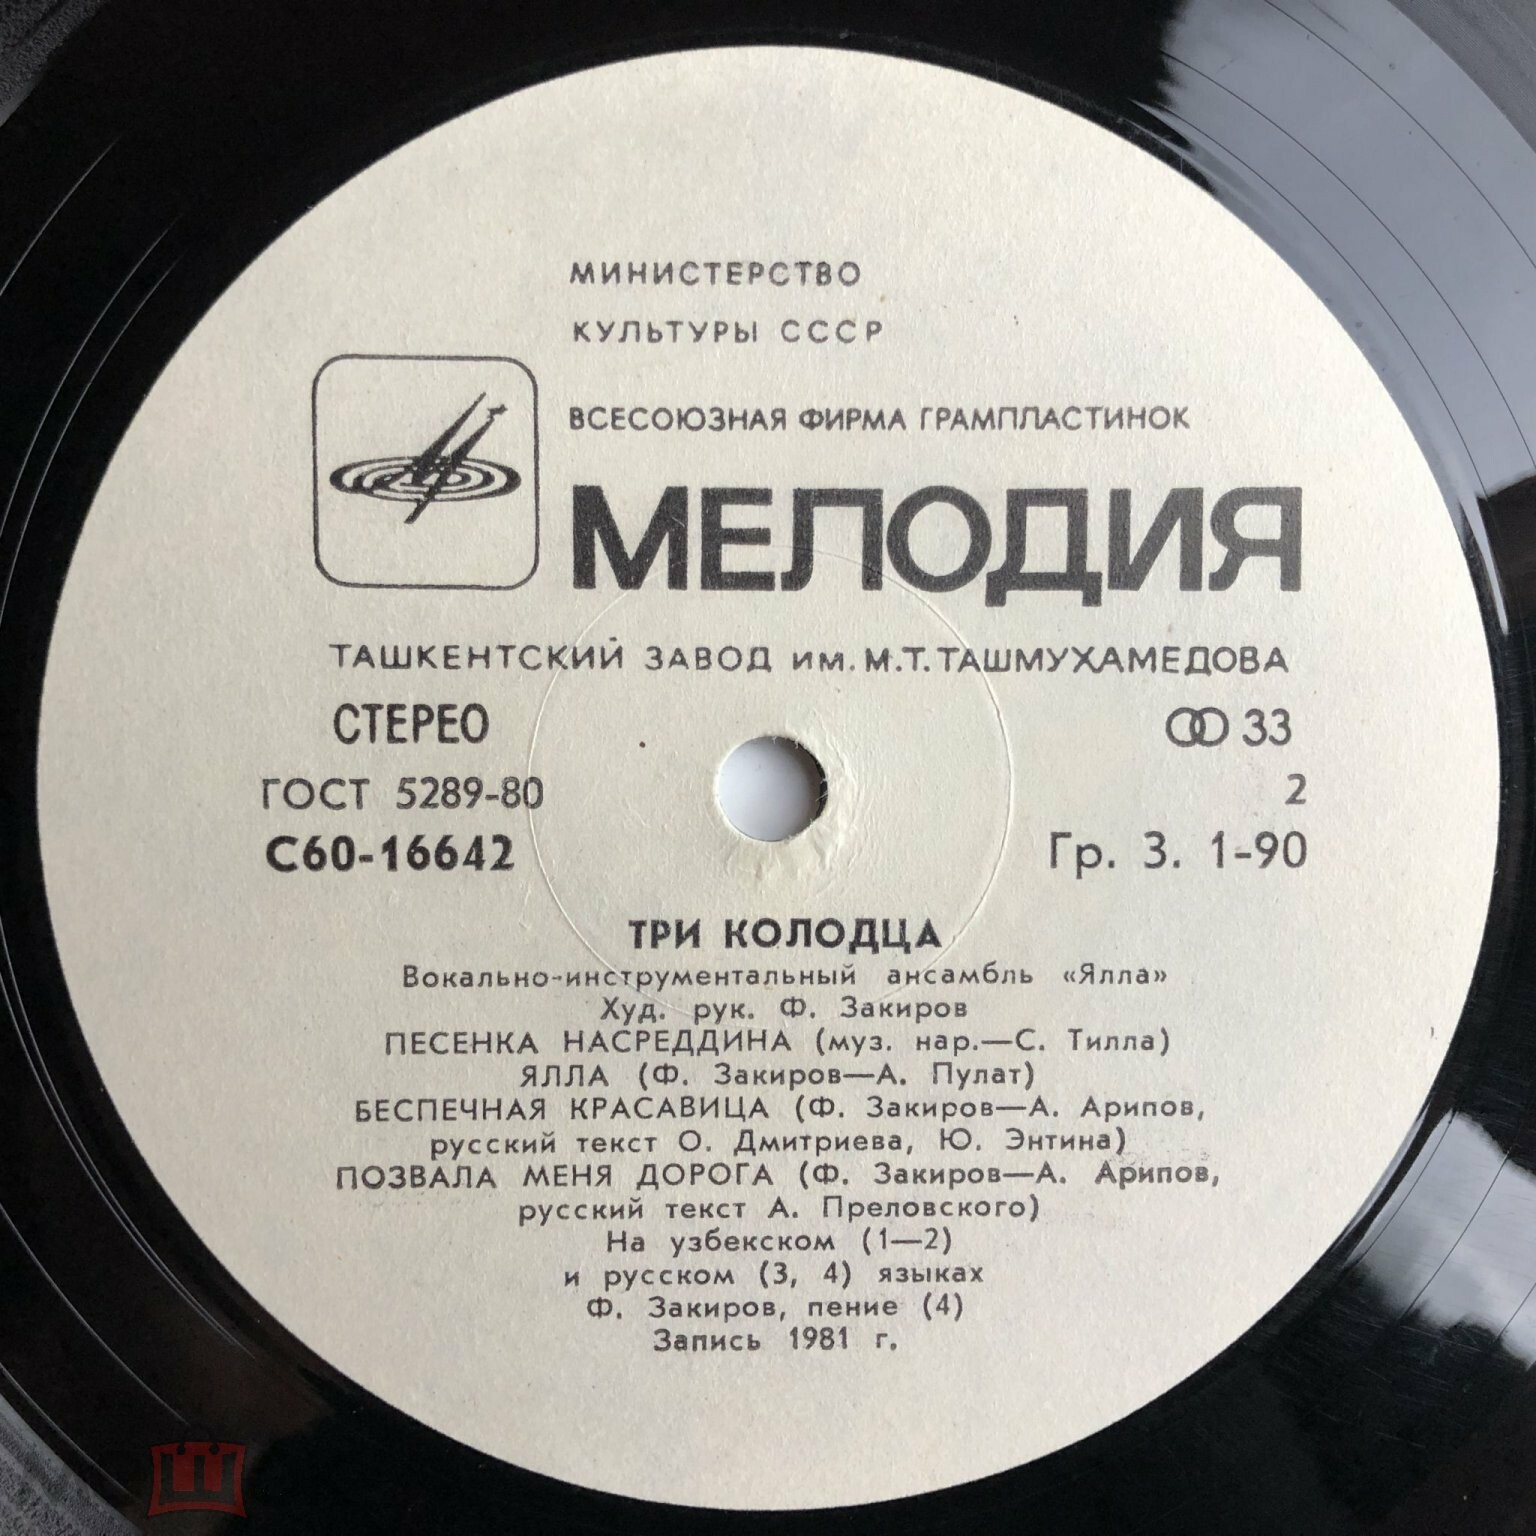 МИНИСТЕРСТВО
КУЛЬТУРЫ СССР
ВСЕСОЮЗНАЯ ФИРМА ГРАМПЛАСТИНОК
МЕЛОДИЯ
ТАШКЕНТСКИЙ ЗАВОД им. М.Т. ТАШМУХАМЕДОВА
СТЕРЕО 33
ГОСТ 5289-80 2
С60-16642 Гр. 3. 1-90
ТРИ КОЛОДЦА
Вокально-инструментальный ансамбль «Ялла»
Худ. рук. Ф. Закиров
ПЕСЕНКА НАСРЕДДИНА (муз. нар.—С. Тилла)
ЯЛЛА (Ф. Закиров—А. Пулат)
БЕСПЕЧНАЯ КРАСАВИЦА (Ф. Закиров—А. Арипов,
русский текст О. Дмитриева, Ю. Энтина)
ПОЗВАЛА МЕНЯ ДОРОГА (Ф. Закиров—А. Арипов,
русский текст А. Преловского)
На узбекском (1—2)
и русском (3, 4) языках
Ф. Закиров, пение (4)
Запись 1981 г.